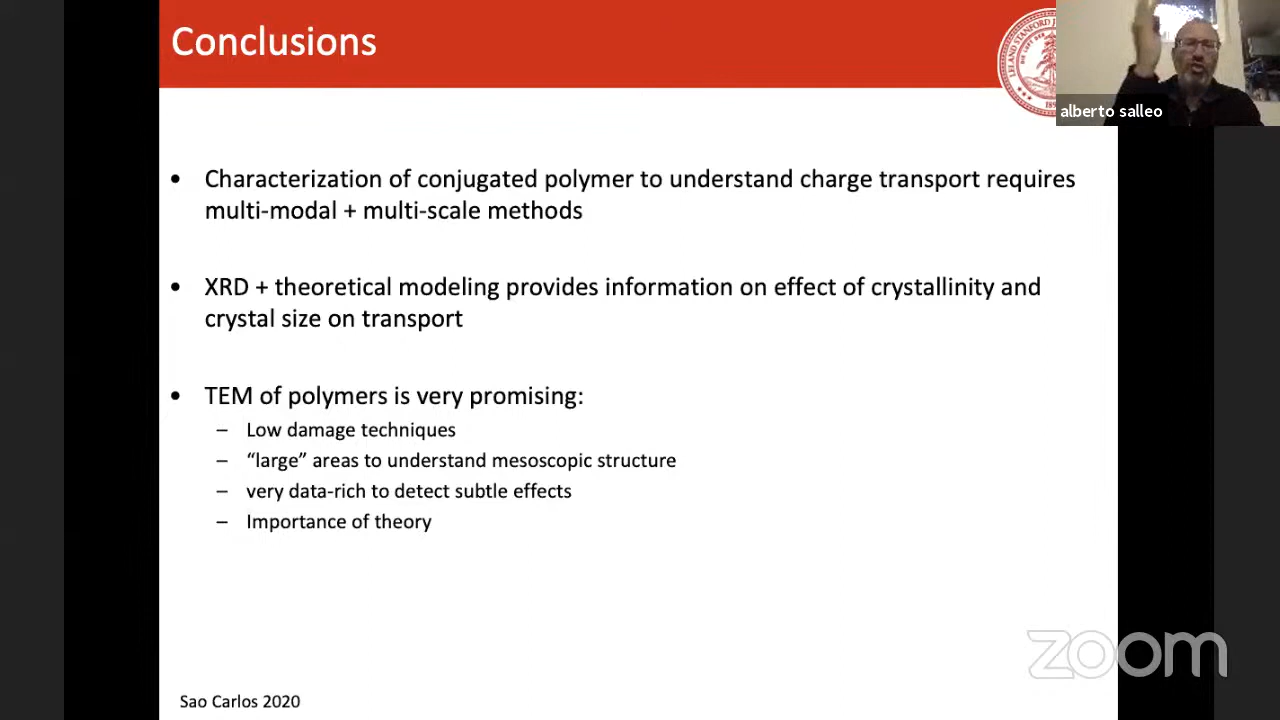 Conclusions
alberto salleo
• Characterization of conjugated polymer to understand charge transport requires
multi-modal + multi-scale methods
• XRD + theoretical modeling provides information on effect of crystallinity and
crystal size on transport
• TEM of polymers is very promising:
– Low damage techniques
– “large” areas to understand mesoscopic structure
– very data-rich to detect subtle effects
– Importance of theory
zoom
Sao Carlos 2020